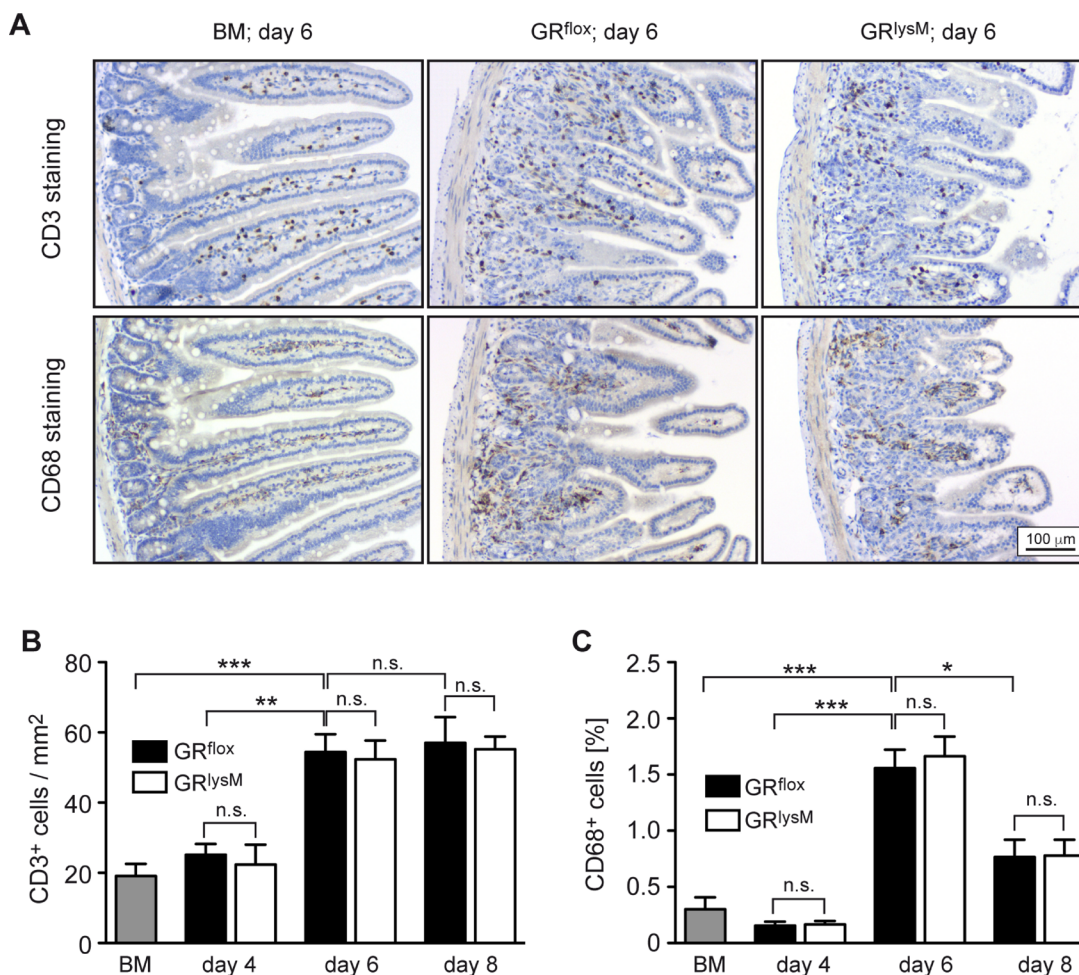 A
BM; day 6
GRflox; day 6
GRlysM; day 6
CD3 staining
CD68 staining
100 μm
B
CD3+ cells / mm2
80
60
40
20
0
***
n.s.
**
n.s.
n.s.
n.s.
GRflox
GRlysM
BM
day 4
day 6
day 8
C
CD68+ cells [%]
2.5
2.0
1.5
1.0
0.5
0
***
*
***
n.s.
n.s.
n.s.
GRflox
GRlysM
BM
day 4
day 6
day 8